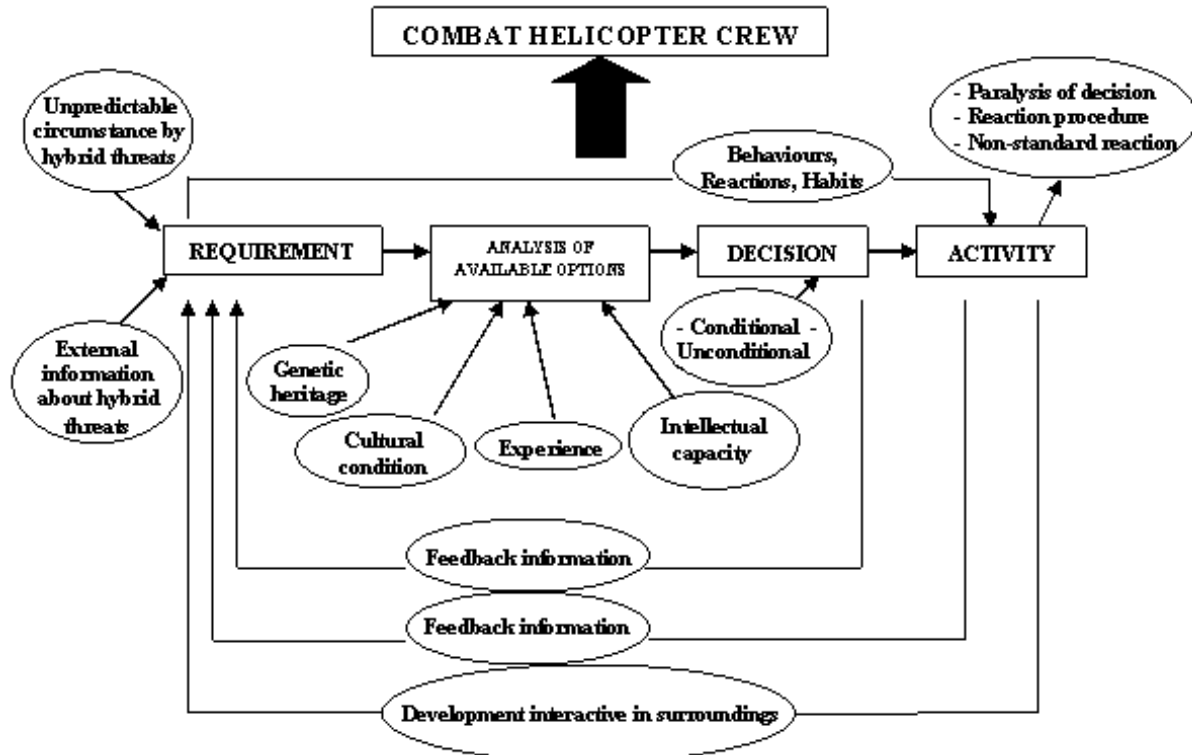 COMBAT HELICOPTER CREW
Unpredictable
circumstance by
hybrid threats
- Paralysis of decision
- Reaction procedure
- Non-standard reaction
Behaviours,
Reactions, Habits
REQUIREMENT
ANALYSIS OF
AVAILABLE OPTIONS
DECISION
ACTIVITY
External
information
about hybrid
threats
Genetic
heritage
Cultural
condition
Experience
Intellectual
capacity
- Conditional -
Unconditional
Feedback information
Feedback information
Development interactive in surroundings